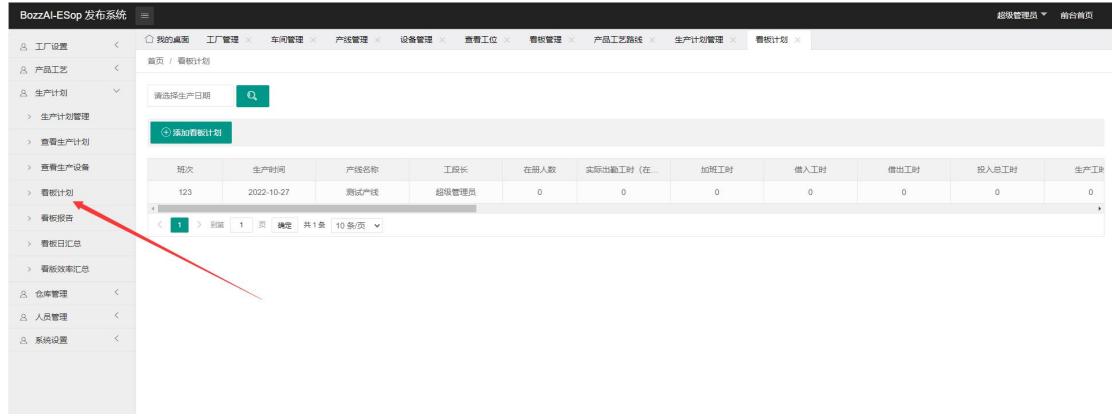 BozzAI-ESop 发布系统
超级管理员 前台首页
我的桌面 工厂管理 车间管理 产线管理 设备管理 查看工位 看板管理 产品工艺路线 生产计划管理 看板计划
首页 / 看板计划
工厂设置
产品工艺
生产计划
生产计划管理
查看生产计划
查看生产设备
看板计划
看板报告
看板日汇总
看版效率汇总
仓库管理
人员管理
系统设置
请选择生产日期
添加看板计划
班次 生产时间 产线名称 工段长 在册人数 实际出勤工时（在... 加班工时 借入工时 借出工时 投入总工时 生产工时
123 2022-10-27 测试产线 超级管理员 0 0 0 0 0 0 0
1 到第 1 页 确定 共 1 条 10 条/页